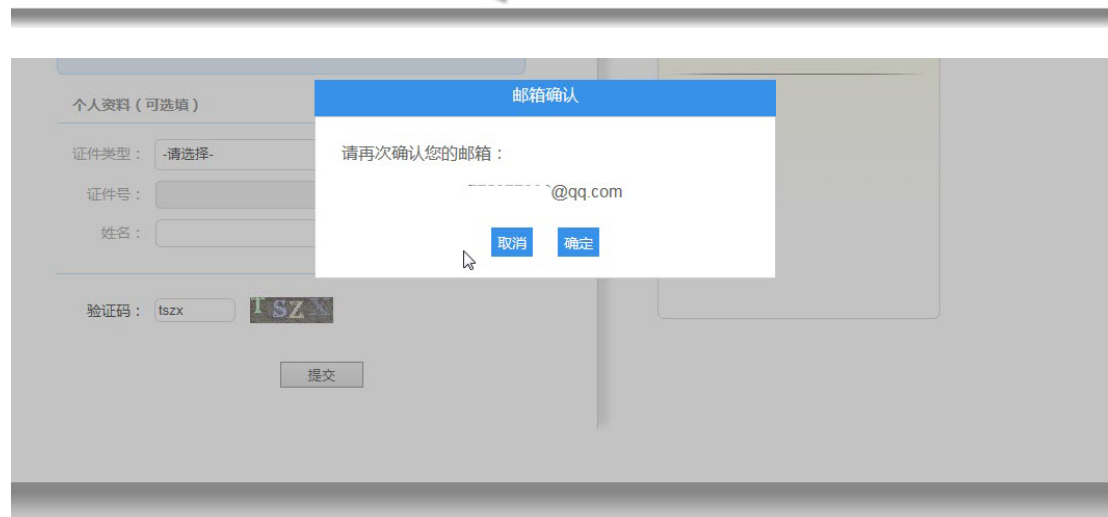 邮箱确认
个人资料（可选填）
请再次确认您的邮箱：
证件类型： -请选择-
@qq.com
证件号：
姓名：
取消 确定
验证码： tszx TSZX
提交